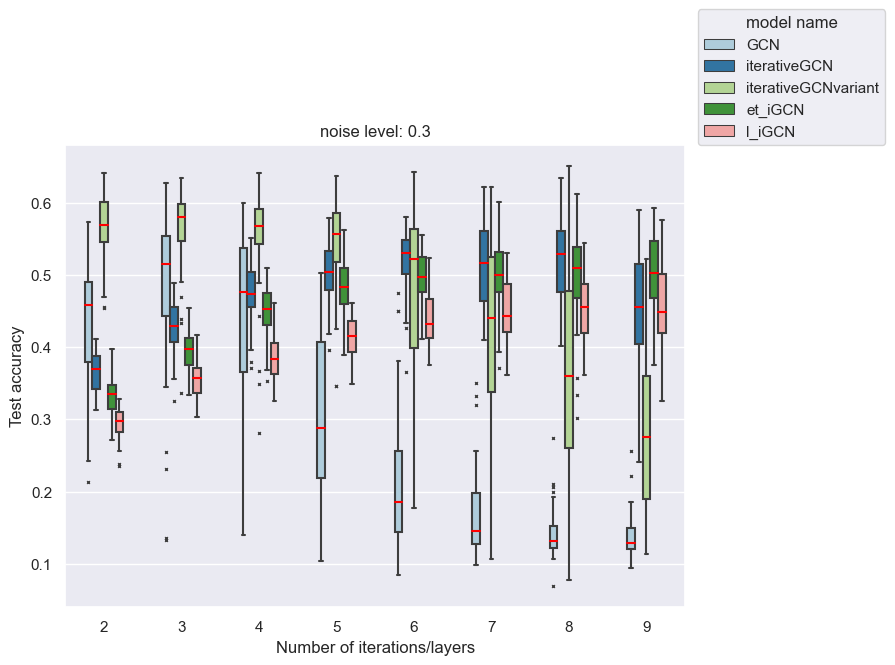 model name
GCN
iterativeGCN
iterativeGCNvariant
et_iGCN
l_iGCN
noise level: 0.3
Test accuracy
0.6
0.5
0.4
0.3
0.2
0.1
2 3 4 5 6 7 8 9
Number of iterations/layers